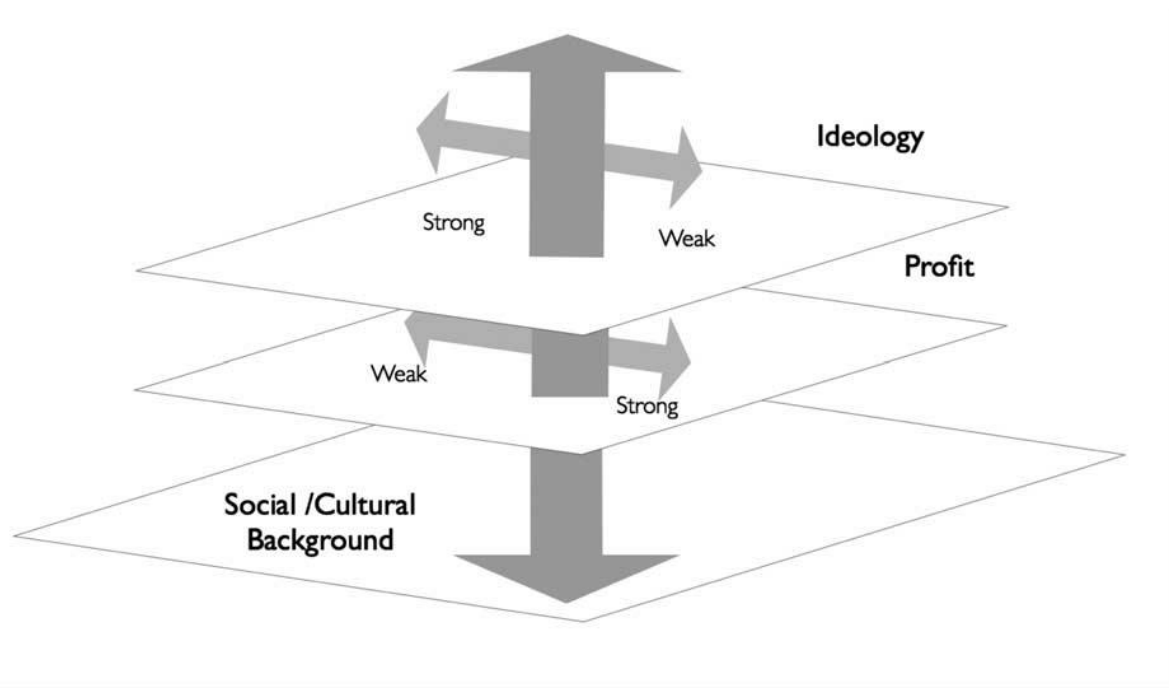 Ideology
Strong
Weak
Profit
Weak
Strong
Social /Cultural
Background